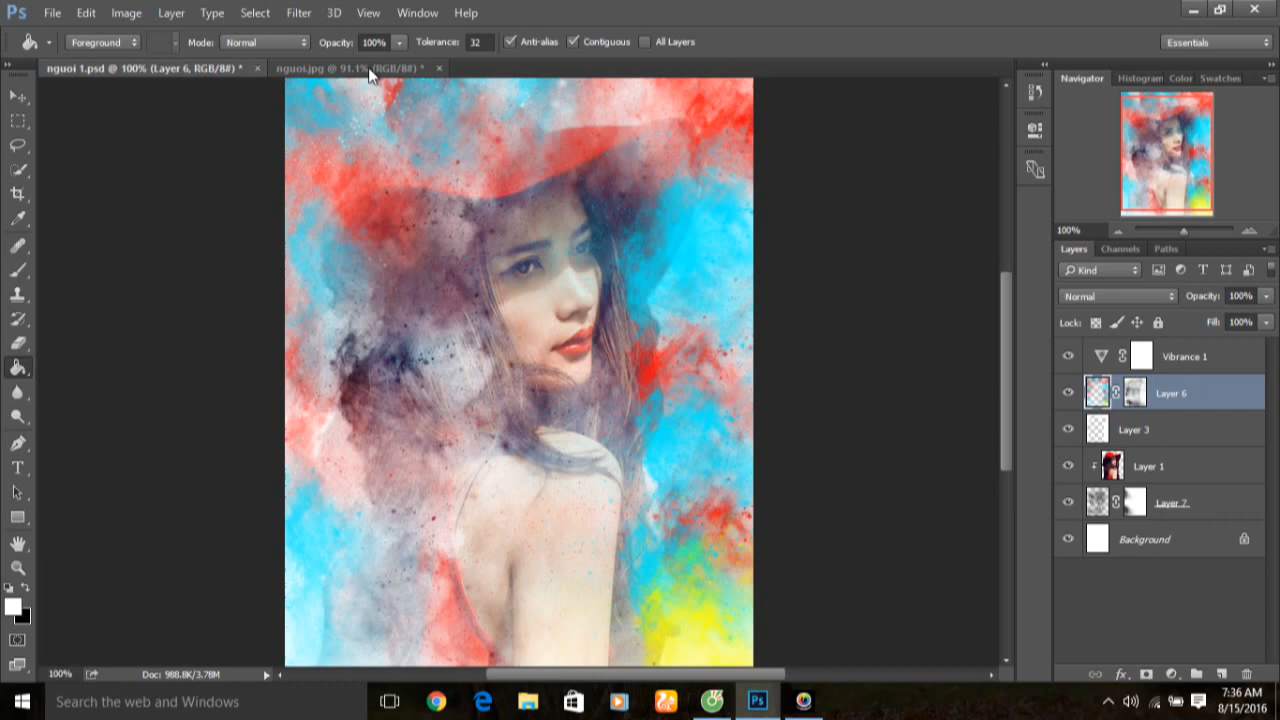 Ps File Edit Image Layer Type Select Filter 3D View Window Help
Foreground Mode: Normal Opacity: 100% Tolerance: 32 Anti-alias Contiguous All Layers Essentials
nguoi 1.psd @ 100% (Layer 6, RGB/8#) * × nguoi.jpg @ 91.1% (RGB/8#) * ×
Navigator Histogram Color Swatches
100%
Layers Channels Paths
Kind
Normal Opacity: 100%
Lock: Fill: 100%
Vibrance 1
Layer 6
Layer 3
Layer 1
Layer 7
Background
100% Doc: 988.8K/3.78M
Search the web and Windows
7:36 AM
8/15/2016